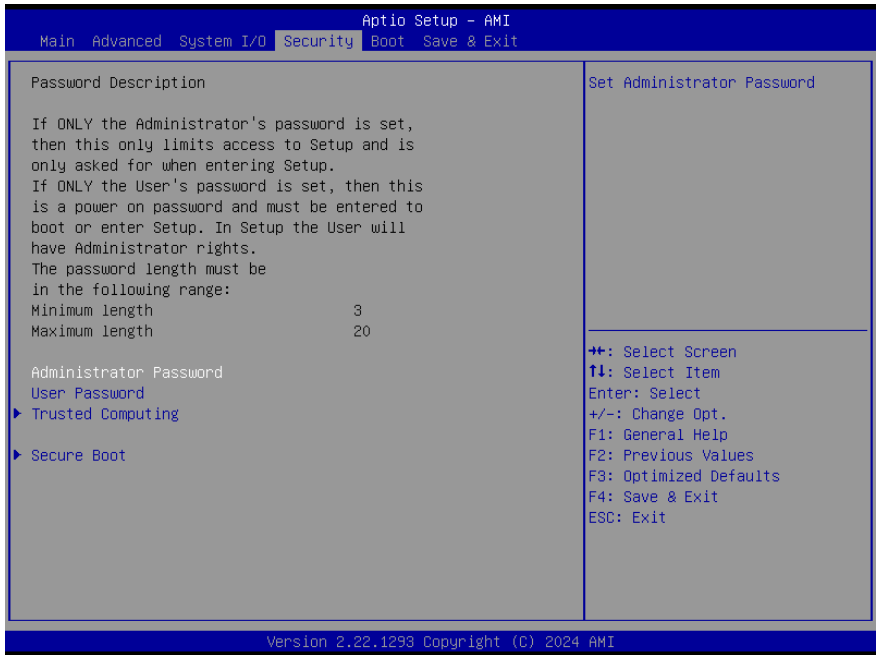 Aptio Setup – AMI
Main Advanced System I/O Security Boot Save & Exit
Password Description
If ONLY the Administrator's password is set,
then this only limits access to Setup and is
only asked for when entering Setup.
If ONLY the User's password is set, then this
is a power on password and must be entered to
boot or enter Setup. In Setup the User will
have Administrator rights.
The password length must be
in the following range:
Minimum length 3
Maximum length 20
Administrator Password
User Password
Trusted Computing
Secure Boot
Set Administrator Password
→←: Select Screen
↑↓: Select Item
Enter: Select
+/-: Change Opt.
F1: General Help
F2: Previous Values
F3: Optimized Defaults
F4: Save & Exit
ESC: Exit
Version 2.22.1293 Copyright (C) 2024 AMI